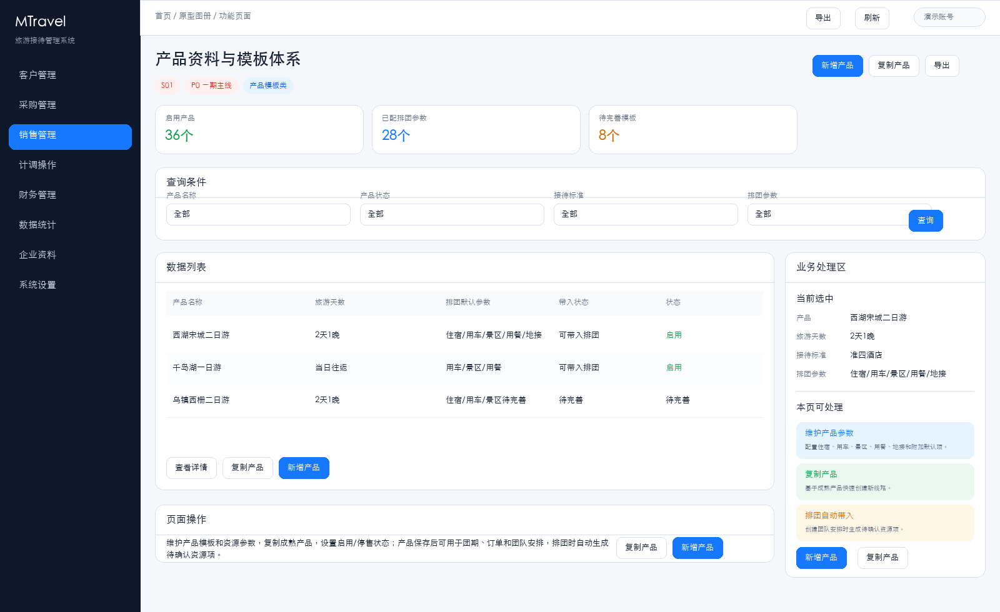 MTravel
旅游接待管理系统
客户管理
采购管理
销售管理
计调操作
财务管理
数据统计
企业资料
系统设置
首页 / 原型图册 / 功能页面
导出
刷新
演示账号
产品资料与模板体系
新增产品
复制产品
导出
S01
P0 一期主线
产品模板类
启用产品
36个
已配排团参数
28个
待完善模板
8个
查询条件
产品名称
产品状态
接待标准
排团参数
全部
全部
全部
全部
查询
数据列表
产品名称 旅游天数 排团默认参数 带入状态 状态
西湖宋城二日游 2天1晚 住宿/用车/景区/用餐/地接 可带入排团 启用
千岛湖一日游 当日往返 用车/景区/用餐 可带入排团 启用
乌镇西栅二日游 2天1晚 住宿/用车/景区待完善 待完善 待完善
查看详情
复制产品
新增产品
页面操作
维护产品模板和资源参数，复制成熟产品，设置启用/停售状态；产品保存后可用于团期、订单和团队安排，排团时自动生成
待确认资源项。
复制产品
新增产品
业务处理区
当前选中
产品 西湖宋城二日游
旅游天数 2天1晚
接待标准 准四酒店
排团参数 住宿/用车/景区/用餐/地接
本页可处理
维护产品参数
配置住宿、用车、景区、用餐、地接和附加默认项。
复制产品
基于成熟产品快速创建新线路。
排团自动带入
创建团队安排时生成待确认资源项。
新增产品
复制产品